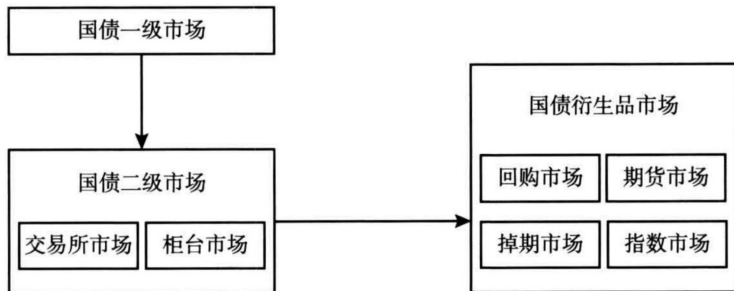 国债一级市场
国债二级市场
交易所市场 柜台市场
国债衍生品市场
回购市场 期货市场
掉期市场 指数市场